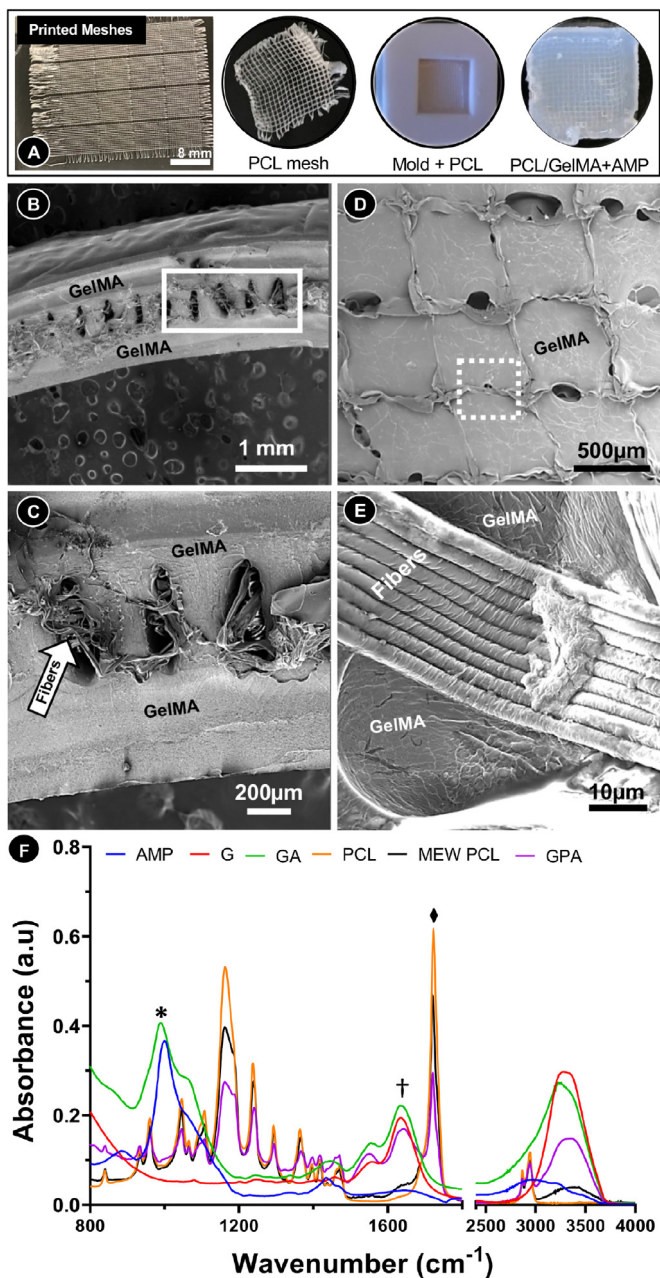 Printed Meshes
A
8 mm
PCL mesh
Mold + PCL
PCL/GelMA+AMP
B
GelMA
GelMA
1 mm
D
GelMA
500µm
C
GelMA
Fibers
GelMA
200µm
E
GelMA
Fibers
GelMA
10µm
F
AMP G GA PCL MEW PCL GPA
Absorbance (a.u)
0.8
0.6
0.4
0.2
0.0
*
†
♦
800 1200 1600 2500 3000 3500 4000
Wavenumber (cm⁻¹)